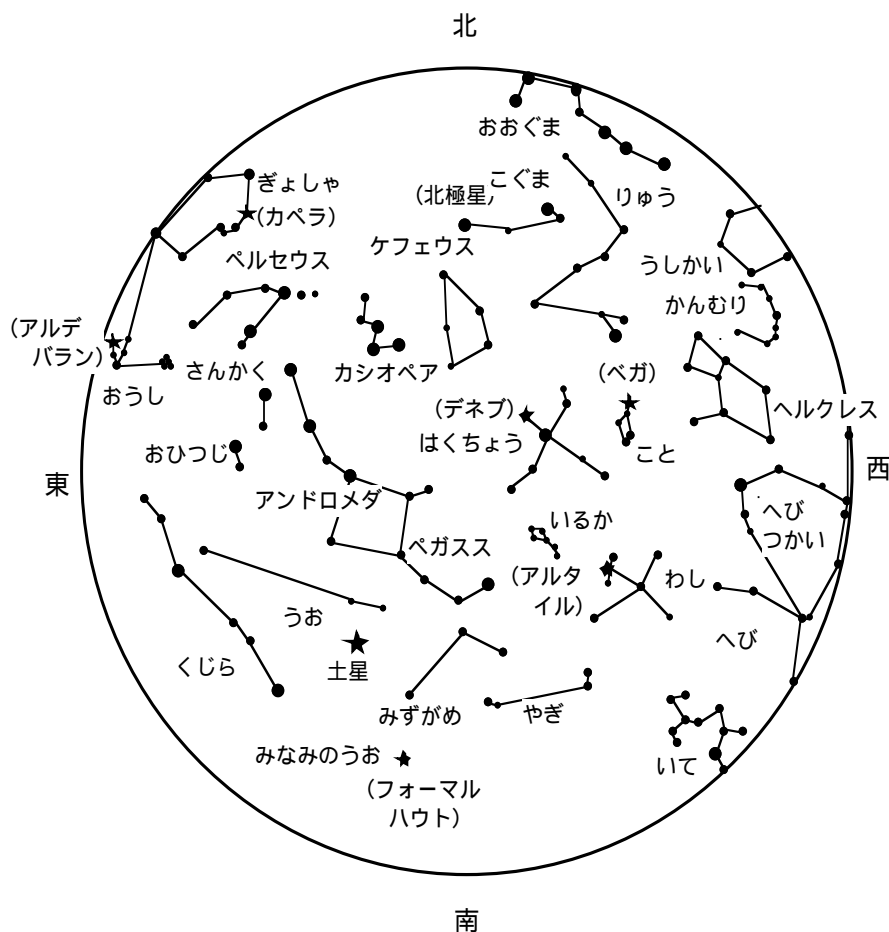 北
おおぐま
ぎょしゃ
(カペラ)
こぐま
(北極星)
りゅう
ケフェウス
ペルセウス
うしかい
かんむり
(アルデ
バラン)
おうし
さんかく
カシオペア
(ベガ)
(デネブ)
はくちょう
こと
ヘルクレス
おひつじ
東
西
アンドロメダ
ペガスス
いるか
へび
つかい
(アルタ
イル)
わし
うお
くじら
土星
へび
みずがめ
やぎ
いて
みなみのうお
(フォーマル
ハウト)
南